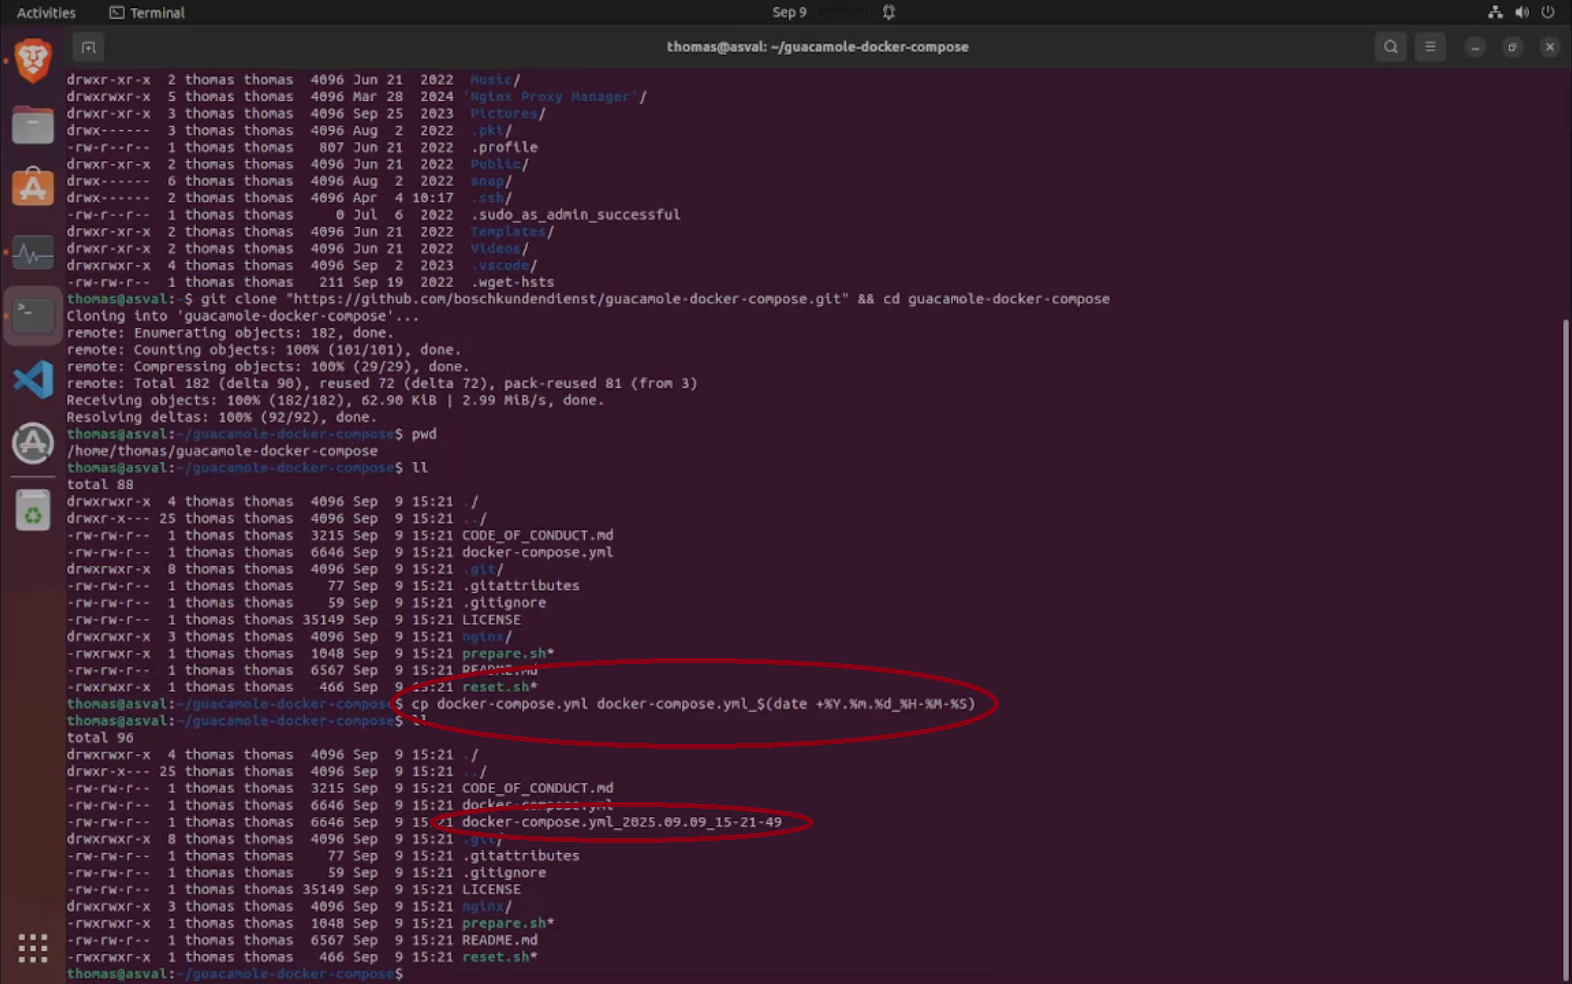 Activities Terminal Sep 9
thomas@asval: ~/guacamole-docker-compose
drwxr-xr-x 2 thomas thomas 4096 Jun 21 2022 Music/
drwxrwxr-x 5 thomas thomas 4096 Mar 28 2024 'Nginx Proxy Manager'/
drwxr-xr-x 3 thomas thomas 4096 Sep 25 2023 Pictures/
drwx------ 3 thomas thomas 4096 Aug 2 2022 .pkt/
-rw-r--r-- 1 thomas thomas 807 Jun 21 2022 .profile
drwxr-xr-x 2 thomas thomas 4096 Jun 21 2022 Public/
drwx------ 6 thomas thomas 4096 Aug 2 2022 snap/
drwx------ 2 thomas thomas 4096 Apr 4 10:17 .ssh/
-rw-r--r-- 1 thomas thomas 0 Jul 6 2022 .sudo_as_admin_successful
drwxr-xr-x 2 thomas thomas 4096 Jun 21 2022 Templates/
drwxr-xr-x 2 thomas thomas 4096 Jun 21 2022 Videos/
drwxrwxr-x 4 thomas thomas 4096 Sep 2 2023 .vscode/
-rw-rw-r-- 1 thomas thomas 211 Sep 19 2022 .wget-hsts
thomas@asval:~$ git clone "https://github.com/boschkundendienst/guacamole-docker-compose.git" && cd guacamole-docker-compose
Cloning into 'guacamole-docker-compose'...
remote: Enumerating objects: 182, done.
remote: Counting objects: 100% (101/101), done.
remote: Compressing objects: 100% (29/29), done.
remote: Total 182 (delta 90), reused 72 (delta 72), pack-reused 81 (from 3)
Receiving objects: 100% (182/182), 62.90 KiB | 2.99 MiB/s, done.
Resolving deltas: 100% (92/92), done.
thomas@asval:~/guacamole-docker-compose$ pwd
/home/thomas/guacamole-docker-compose
thomas@asval:~/guacamole-docker-compose$ ll
total 88
drwxrwxr-x 4 thomas thomas 4096 Sep 9 15:21 ./
drwxr-x--- 25 thomas thomas 4096 Sep 9 15:21 ../
-rw-rw-r-- 1 thomas thomas 3215 Sep 9 15:21 CODE_OF_CONDUCT.md
-rw-rw-r-- 1 thomas thomas 6646 Sep 9 15:21 docker-compose.yml
drwxrwxr-x 8 thomas thomas 4096 Sep 9 15:21 .git/
-rw-rw-r-- 1 thomas thomas 77 Sep 9 15:21 .gitattributes
-rw-rw-r-- 1 thomas thomas 59 Sep 9 15:21 .gitignore
-rw-rw-r-- 1 thomas thomas 35149 Sep 9 15:21 LICENSE
drwxrwxr-x 3 thomas thomas 4096 Sep 9 15:21 nginx/
-rwxrwxr-x 1 thomas thomas 1048 Sep 9 15:21 prepare.sh*
-rw-rw-r-- 1 thomas thomas 6567 Sep 9 15:21 README.md
-rwxrwxr-x 1 thomas thomas 466 Sep 9 15:21 reset.sh*
thomas@asval:~/guacamole-docker-compose$ cp docker-compose.yml docker-compose.yml_$(date +%Y.%m.%d_%H-%M-%S)
thomas@asval:~/guacamole-docker-compose$ ll
total 96
drwxrwxr-x 4 thomas thomas 4096 Sep 9 15:21 ./
drwxr-x--- 25 thomas thomas 4096 Sep 9 15:21 ../
-rw-rw-r-- 1 thomas thomas 3215 Sep 9 15:21 CODE_OF_CONDUCT.md
-rw-rw-r-- 1 thomas thomas 6646 Sep 9 15:21 docker-compose.yml
-rw-rw-r-- 1 thomas thomas 6646 Sep 9 15:21 docker-compose.yml_2025.09.09_15-21-49
drwxrwxr-x 8 thomas thomas 4096 Sep 9 15:21 .git/
-rw-rw-r-- 1 thomas thomas 77 Sep 9 15:21 .gitattributes
-rw-rw-r-- 1 thomas thomas 59 Sep 9 15:21 .gitignore
-rw-rw-r-- 1 thomas thomas 35149 Sep 9 15:21 LICENSE
drwxrwxr-x 3 thomas thomas 4096 Sep 9 15:21 nginx/
-rwxrwxr-x 1 thomas thomas 1048 Sep 9 15:21 prepare.sh*
-rw-rw-r-- 1 thomas thomas 6567 Sep 9 15:21 README.md
-rwxrwxr-x 1 thomas thomas 466 Sep 9 15:21 reset.sh*
thomas@asval:~/guacamole-docker-compose$